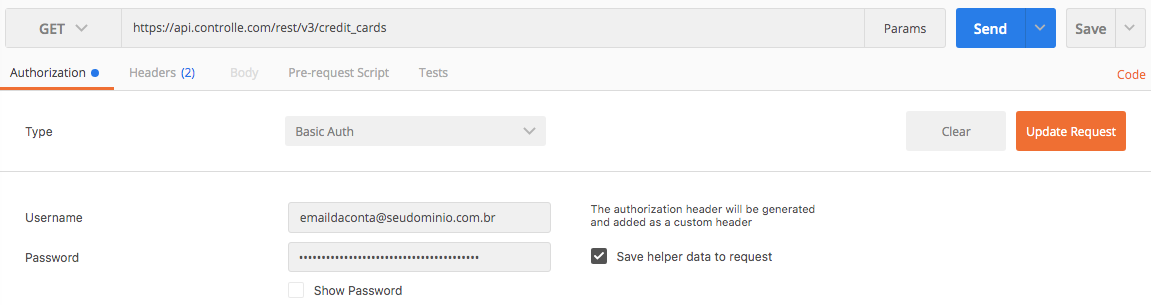 GET https://api.controlle.com/rest/v3/credit_cards Params Send Save
Authorization Headers (2) Body Pre-request Script Tests Code
Type Basic Auth Clear Update Request
Username emaildaconta@seudominio.com.br The authorization header will be generated
and added as a custom header
Password •••••••••••••••••••••••••••••••••••••••• Save helper data to request
Show Password